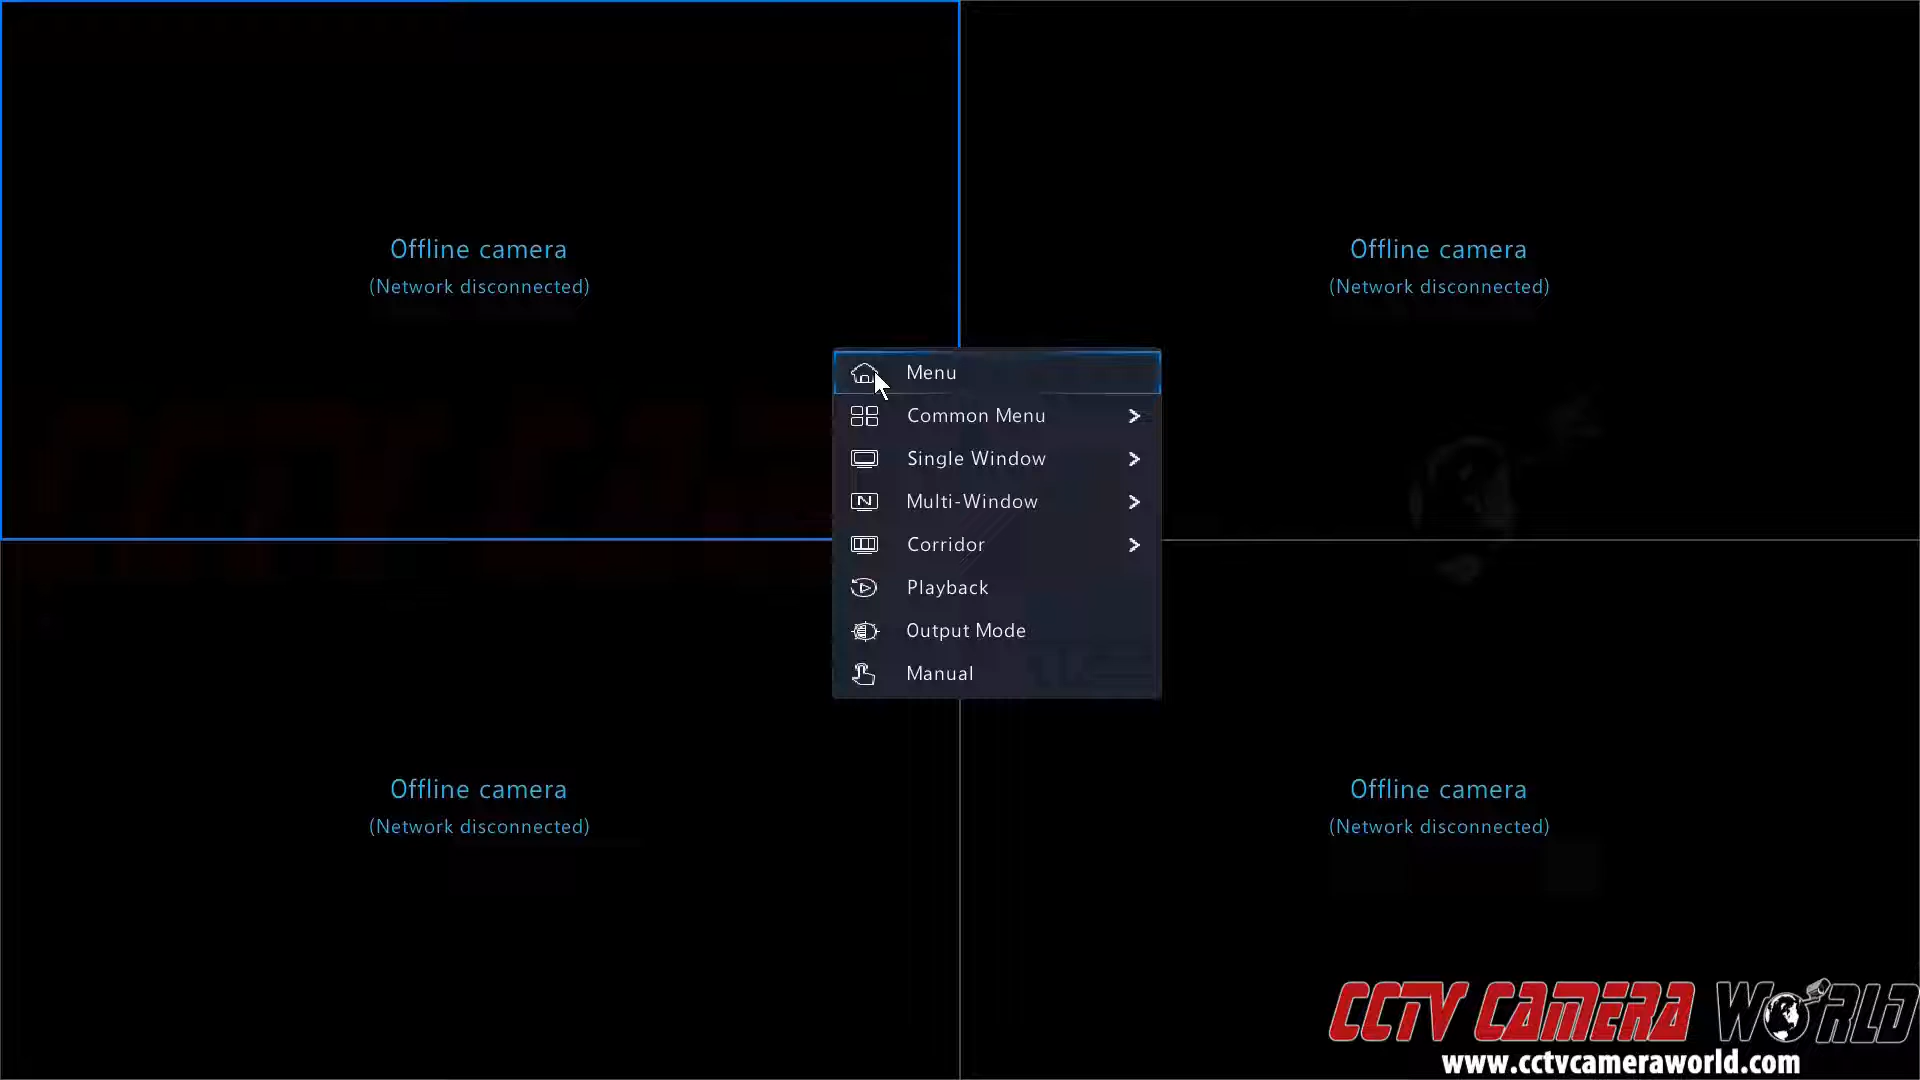 Offline camera
(Network disconnected)
Offline camera
(Network disconnected)
Menu
Common Menu
Single Window
Multi-Window
Corridor
Playback
Output Mode
Manual
Offline camera
(Network disconnected)
Offline camera
(Network disconnected)
CCTV CAMERA WORLD
www.cctvcameraworld.com